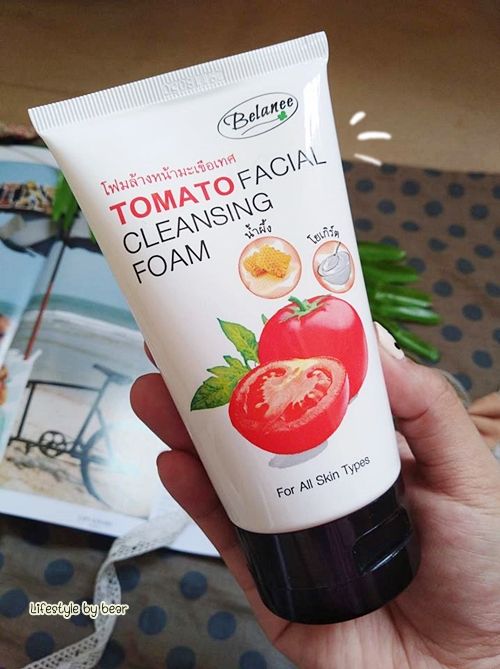 Belanee
โฟมล้างหน้ามะเขือเทศ
TOMATO FACIAL
CLEANSING
FOAM
น้ำผึ้ง
โยเกิร์ต
For All Skin Types
Lifestyle by bear